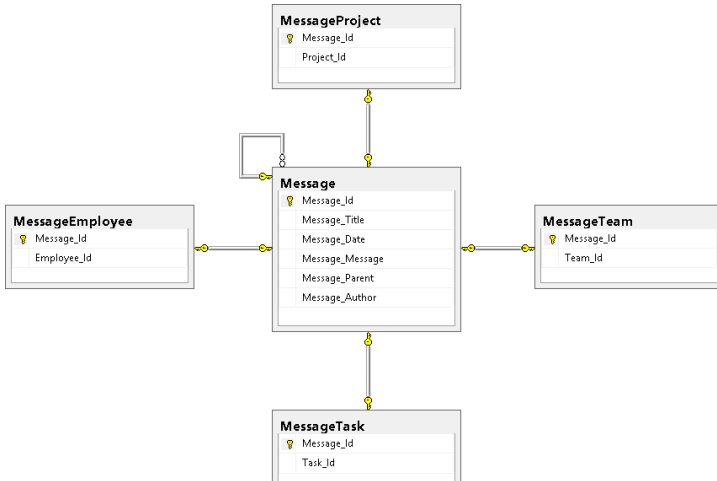 MessageProject
Message_Id
Project_Id
Message
Message_Id
Message_Title
Message_Date
Message_Message
Message_Parent
Message_Author
MessageEmployee
Message_Id
Employee_Id
MessageTeam
Message_Id
Team_Id
MessageTask
Message_Id
Task_Id